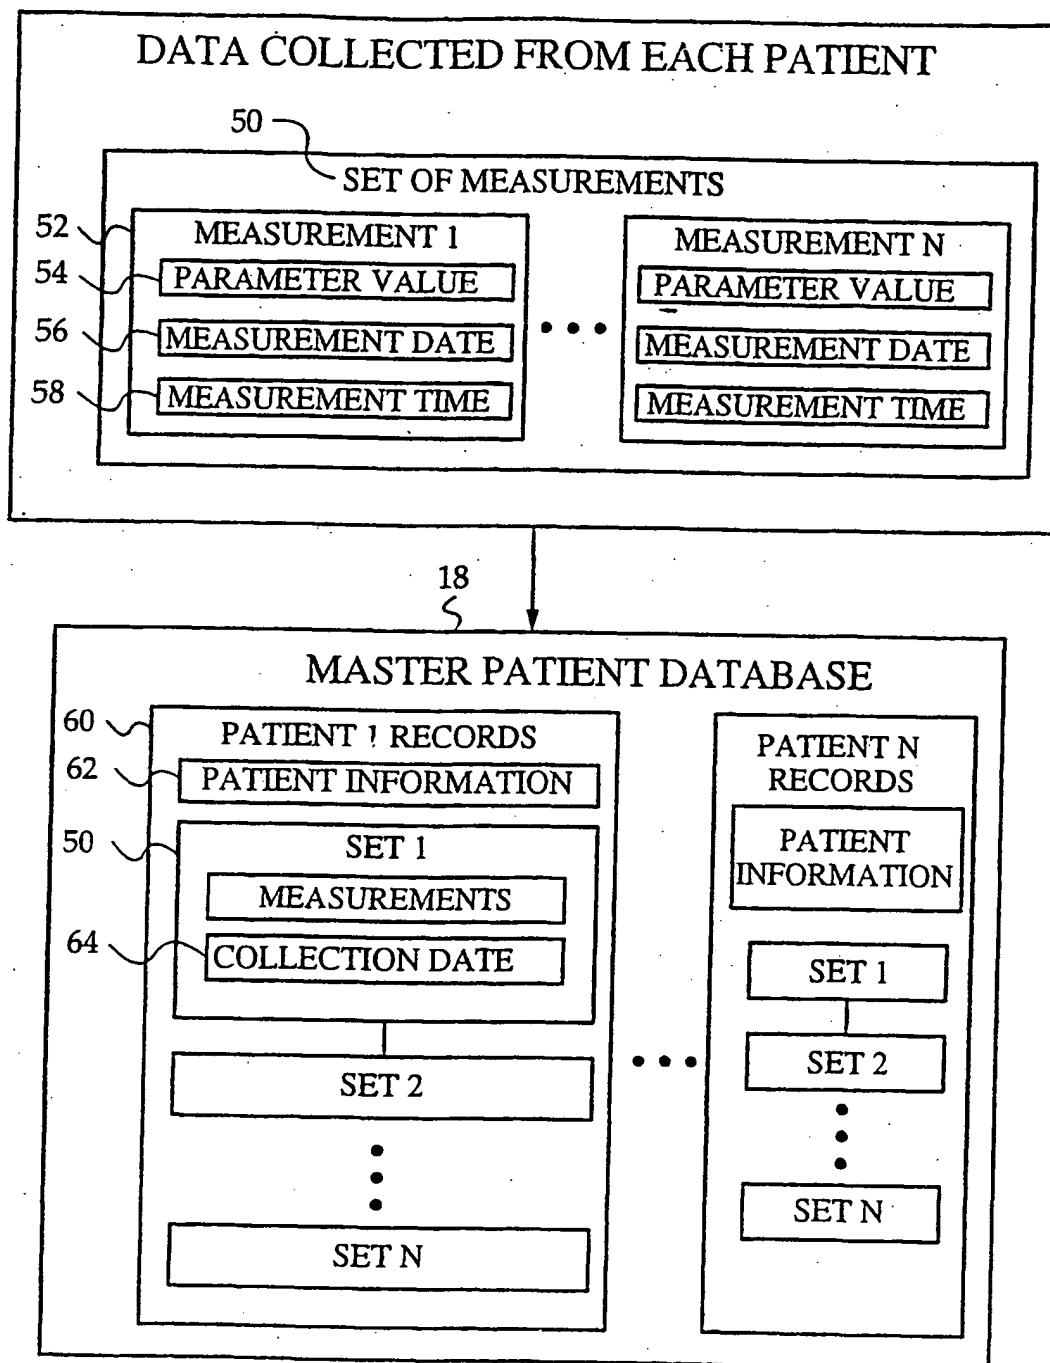 DATA COLLECTED FROM EACH PATIENT
50
SET OF MEASUREMENTS
52
MEASUREMENT 1
54
PARAMETER VALUE
56
MEASUREMENT DATE
58
MEASUREMENT TIME
MEASUREMENT N
PARAMETER VALUE
MEASUREMENT DATE
MEASUREMENT TIME
18
MASTER PATIENT DATABASE
60
PATIENT 1 RECORDS
62
PATIENT INFORMATION
50
SET 1
MEASUREMENTS
64
COLLECTION DATE
SET 2
SET N
PATIENT N
RECORDS
PATIENT
INFORMATION
SET 1
SET 2
SET N